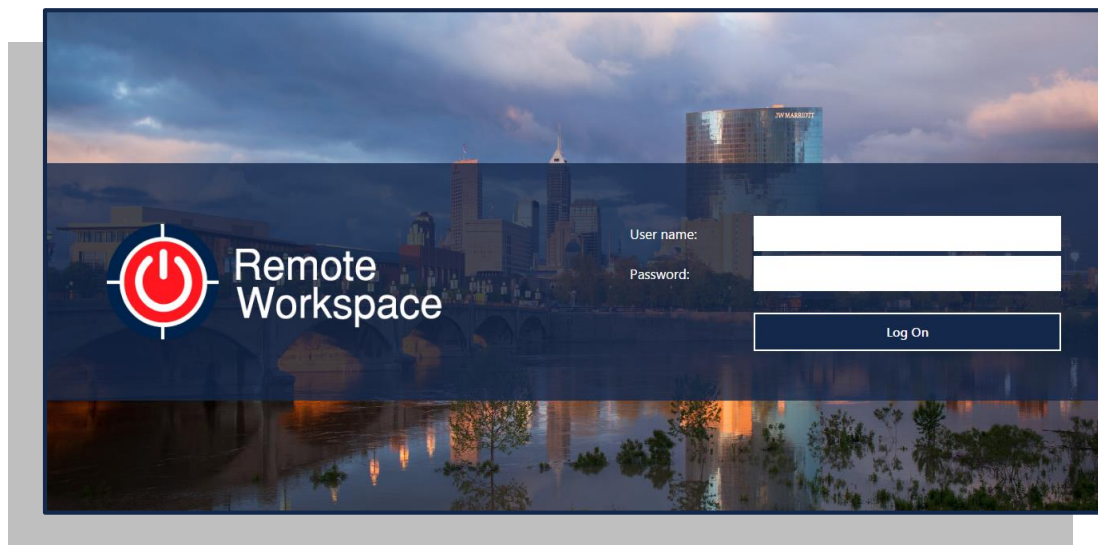 JW MARRIOTT
Remote
Workspace
User name:
Password:
Log On